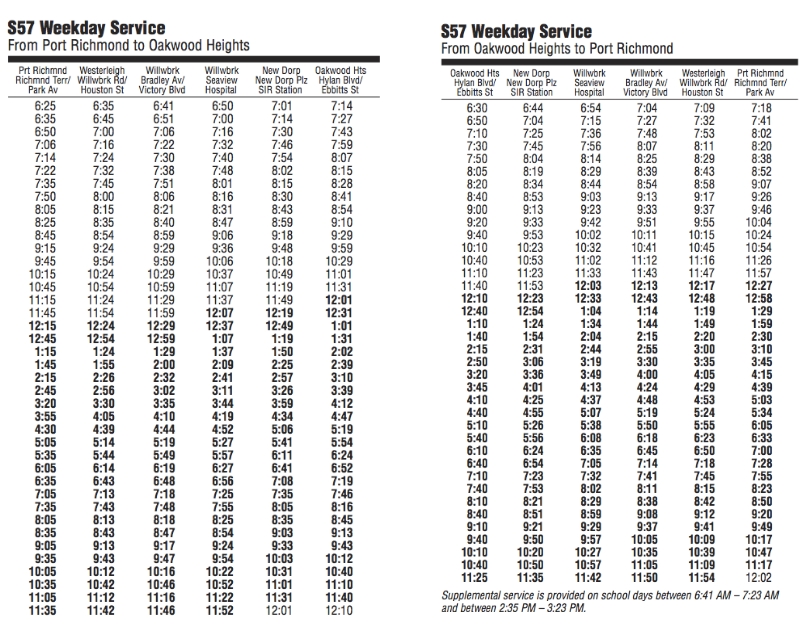 S57 Weekday Service
From Port Richmond to Oakwood Heights
Prt Richmnd Westerleigh Willwbrk Willwbrk New Dorp Oakwood Hts
Richmnd Terr/ Willwbrk Rd/ Bradley Av/ Seaview New Dorp Plz Hylan Blvd/
Park Av Houston St Victory Blvd Hospital SIR Station Ebbitts St
6:25 6:35 6:41 6:50 7:01 7:14
6:35 6:45 6:51 7:00 7:14 7:27
6:50 7:00 7:06 7:16 7:30 7:43
7:06 7:16 7:22 7:32 7:46 7:59
7:14 7:24 7:30 7:40 7:54 8:07
7:22 7:32 7:38 7:48 8:02 8:15
7:35 7:45 7:51 8:01 8:15 8:28
7:50 8:00 8:06 8:16 8:30 8:41
8:05 8:15 8:21 8:31 8:43 8:54
8:25 8:35 8:40 8:47 8:59 9:10
8:45 8:54 8:59 9:06 9:18 9:29
9:15 9:24 9:29 9:36 9:48 9:59
9:45 9:54 9:59 10:06 10:18 10:29
10:15 10:24 10:29 10:37 10:49 11:01
10:45 10:54 10:59 11:07 11:19 11:31
11:15 11:24 11:29 11:37 11:49 12:01
11:45 11:54 11:59 12:07 12:19 12:31
12:15 12:24 12:29 12:37 12:49 1:01
12:45 12:54 12:59 1:07 1:19 1:31
1:15 1:24 1:29 1:37 1:50 2:02
1:45 1:55 2:00 2:09 2:25 2:39
2:15 2:26 2:32 2:41 2:57 3:10
2:45 2:56 3:02 3:11 3:26 3:39
3:20 3:30 3:35 3:44 3:59 4:12
3:55 4:05 4:10 4:19 4:34 4:47
4:30 4:39 4:44 4:52 5:06 5:19
5:05 5:14 5:19 5:27 5:41 5:54
5:35 5:44 5:49 5:57 6:11 6:24
6:05 6:14 6:19 6:27 6:41 6:52
6:35 6:43 6:48 6:56 7:08 7:19
7:05 7:13 7:18 7:25 7:35 7:46
7:35 7:43 7:48 7:55 8:05 8:16
8:05 8:13 8:18 8:25 8:35 8:45
8:35 8:43 8:47 8:54 9:03 9:13
9:05 9:13 9:17 9:24 9:33 9:43
9:35 9:43 9:47 9:54 10:03 10:12
10:05 10:12 10:16 10:22 10:31 10:40
10:35 10:42 10:46 10:52 11:01 11:10
11:05 11:12 11:16 11:22 11:31 11:40
11:35 11:42 11:46 11:52 12:01 12:10
S57 Weekday Service
From Oakwood Heights to Port Richmond
Oakwood Hts New Dorp Willwbrk Willwbrk Westerleigh Prt Richmnd
Hylan Blvd/ New Dorp Plz Seaview Bradley Av/ Willwbrk Rd/ Richmnd Terr/
Ebbitts St SIR Station Hospital Victory Blvd Houston St Park Av
6:30 6:44 6:54 7:04 7:09 7:18
6:50 7:04 7:15 7:27 7:32 7:41
7:10 7:25 7:36 7:48 7:53 8:02
7:30 7:45 7:56 8:07 8:11 8:20
7:50 8:04 8:14 8:25 8:29 8:38
8:05 8:19 8:29 8:39 8:43 8:52
8:20 8:34 8:44 8:54 8:58 9:07
8:40 8:53 9:03 9:13 9:17 9:26
9:00 9:13 9:23 9:33 9:37 9:46
9:20 9:33 9:42 9:51 9:55 10:04
9:40 9:53 10:02 10:11 10:15 10:24
10:10 10:23 10:32 10:41 10:45 10:54
10:40 10:53 11:02 11:12 11:16 11:26
11:10 11:23 11:33 11:43 11:47 11:57
11:40 11:53 12:03 12:13 12:17 12:27
12:10 12:23 12:33 12:43 12:48 12:58
12:40 12:54 1:04 1:14 1:19 1:29
1:10 1:24 1:34 1:44 1:49 1:59
1:40 1:54 2:04 2:15 2:20 2:30
2:15 2:31 2:44 2:55 3:00 3:10
2:50 3:06 3:19 3:30 3:35 3:45
3:20 3:36 3:49 4:00 4:05 4:15
3:45 4:01 4:13 4:24 4:29 4:39
4:10 4:25 4:37 4:48 4:53 5:03
4:40 4:55 5:07 5:19 5:24 5:34
5:10 5:26 5:38 5:50 5:55 6:05
5:40 5:56 6:08 6:18 6:23 6:33
6:10 6:24 6:35 6:45 6:50 7:00
6:40 6:54 7:05 7:14 7:18 7:28
7:10 7:23 7:32 7:41 7:45 7:55
7:40 7:53 8:02 8:11 8:15 8:23
8:10 8:21 8:29 8:38 8:42 8:50
8:40 8:51 8:59 9:08 9:12 9:20
9:10 9:21 9:29 9:37 9:41 9:49
9:40 9:50 9:57 10:05 10:09 10:17
10:10 10:20 10:27 10:35 10:39 10:47
10:40 10:50 10:57 11:05 11:09 11:17
11:25 11:35 11:42 11:50 11:54 12:02
Supplemental service is provided on school days between 6:41 AM – 7:23 AM
and between 2:35 PM – 3:23 PM.